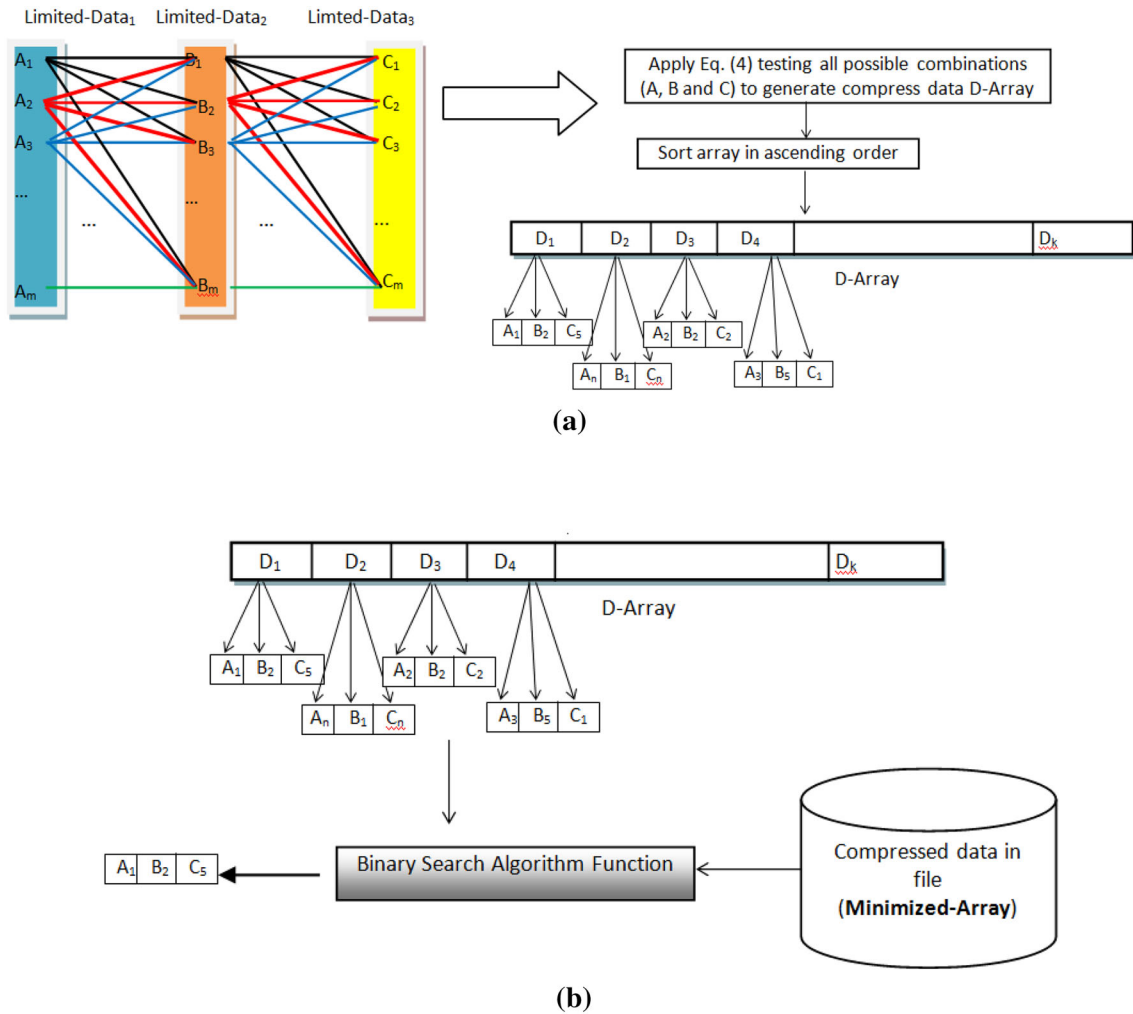 Limited-Data₁ Limited-Data₂ Limted-Data₃
A₁ B₁ C₁
A₂ B₂ C₂
A₃ B₃ C₃
... ... ...
... ...
Aₘ Bₘ Cₘ
Apply Eq. (4) testing all possible combinations
(A, B and C) to generate compress data D-Array
Sort array in ascending order
D₁ D₂ D₃ D₄ Dₖ
D-Array
A₁ B₂ C₅ A₂ B₂ C₂
Aₙ B₁ Cₙ A₃ B₅ C₁
(a)
D₁ D₂ D₃ D₄ Dₖ
D-Array
A₁ B₂ C₅ A₂ B₂ C₂
Aₙ B₁ Cₙ A₃ B₅ C₁
A₁ B₂ C₅
Binary Search Algorithm Function
Compressed data in
file
(Minimized-Array)
(b)